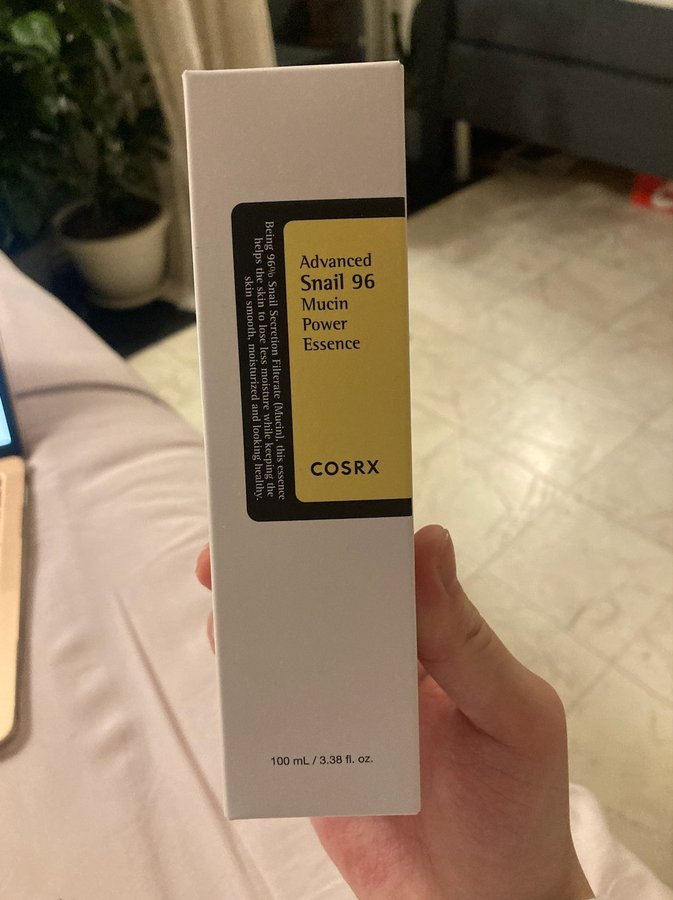 Advanced
Snail 96
Mucin
Power
Essence
COSRX
Being 96% Snail Secretion Filterate (Mucin), this essence
helps the skin to lose less moisture while keeping the
skin smooth, moisturized and looking healthy.
100 mL / 3.38 fl. oz.